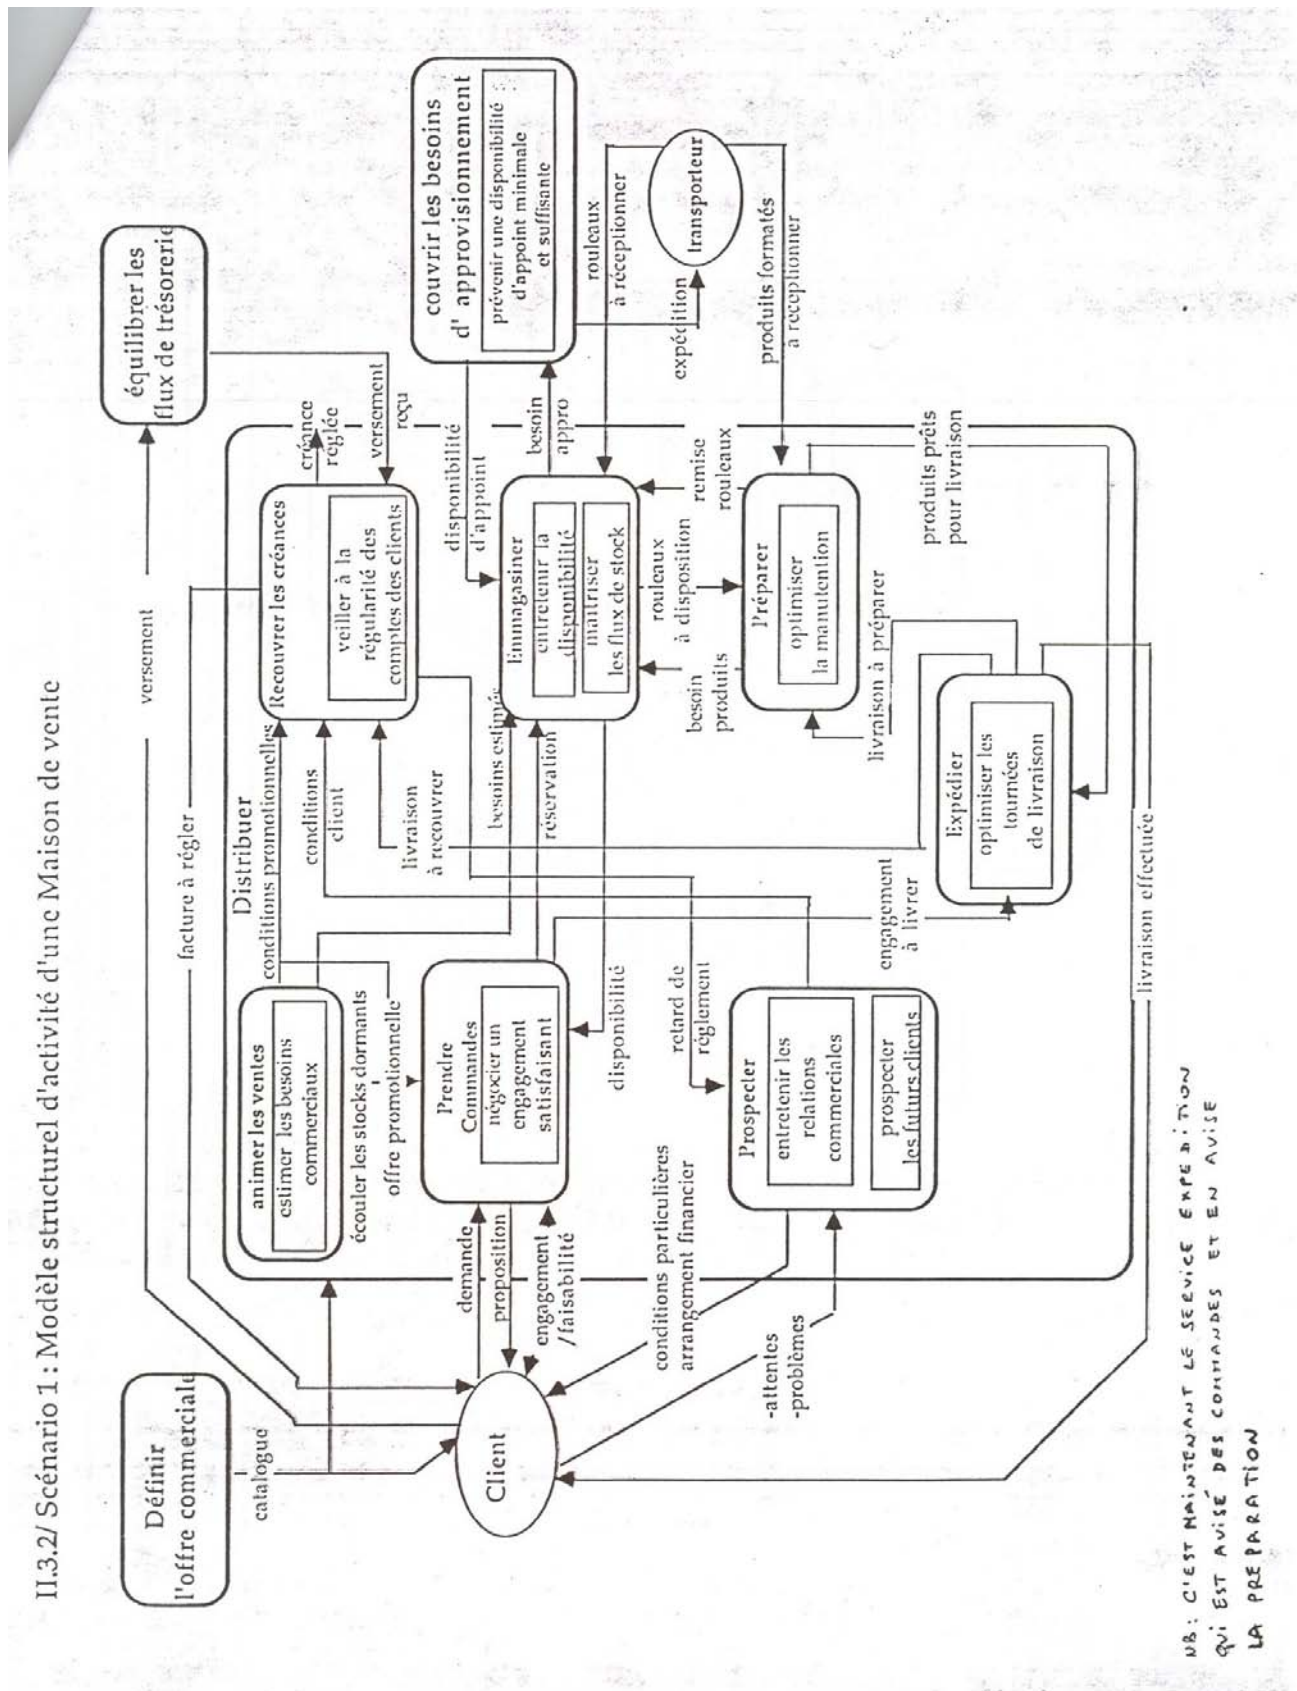 II.3.2/ Scénario 1 : Modèle structurel d'activité d'une Maison de vente
Définir
l'offre commerciale
catalogue
versement
équilibrer les
flux de trésorerie
facture à régler
Distribuer
conditions promotionnelles
conditions
client
livraison
à recouvrer
Recouvrer les créances
veiller à la
régularité des
comptes des clients
créance
réglée
versement
reçu
animer les ventes
estimer les besoins
commerciaux
écouler les stocks dormants
offre promotionnelle
besoins estimés
réservation
disponibilité
d'appoint
besoin
appro
couvrir les besoins
d' approvisionnement
prévenir une disponibilité
d'appoint minimale
et suffisante
Client
demande
proposition
engagement
/faisabilité
Prendre
Commandes
négocier un
engagement
satisfaisant
disponibilité
Emmagasiner
entretenir la
disponibilité
maitriser
les flux de stock
rouleaux
à réceptionner
expédition
transporteur
produits formatés
à receptionner
rouleaux
à disposition
remise
rouleaux
besoin
produits
Préparer
optimiser
la manutention
retard de
réglement
conditions particulières
arrangement financier
-attentes
-problèmes
Prospecter
entretenir les
relations
commerciales
prospecter
les futurs clients
engagement
à livrer
livraison à préparer
produits prêts
pour livraison
Expédier
optimiser les
tournées
de livraison
livraison effectuée
NB: C'EST MAINTENANT LE SERVICE EXPEDITION
QUI EST AVISÉ DES COMMANDES ET EN AVISE
LA PREPARATION